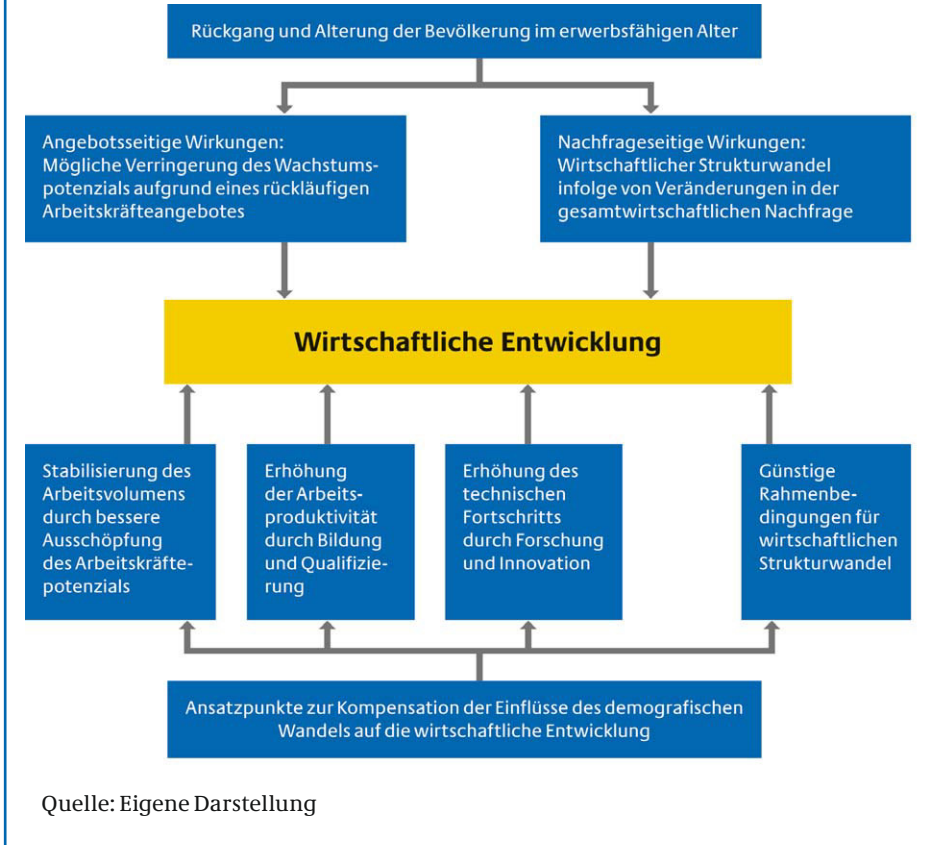 Rückgang und Alterung der Bevölkerung im erwerbsfähigen Alter
Angebotsseitige Wirkungen:
Mögliche Verringerung des Wachstums-
potenzials aufgrund eines rückläufigen
Arbeitskräfteangebotes
Nachfrageseitige Wirkungen:
Wirtschaftlicher Strukturwandel
infolge von Veränderungen in der
gesamtwirtschaftlichen Nachfrage
Wirtschaftliche Entwicklung
Stabilisierung des
Arbeitsvolumens
durch bessere
Ausschöpfung
des Arbeitskräfte-
potenzials
Erhöhung
der Arbeits-
produktivität
durch Bildung
und Qualifizie-
rung
Erhöhung des
technischen
Fortschritts
durch Forschung
und Innovation
Günstige
Rahmenbe-
dingungen für
wirtschaftlichen
Strukturwandel
Ansatzpunkte zur Kompensation der Einflüsse des demografischen
Wandels auf die wirtschaftliche Entwicklung
Quelle: Eigene Darstellung